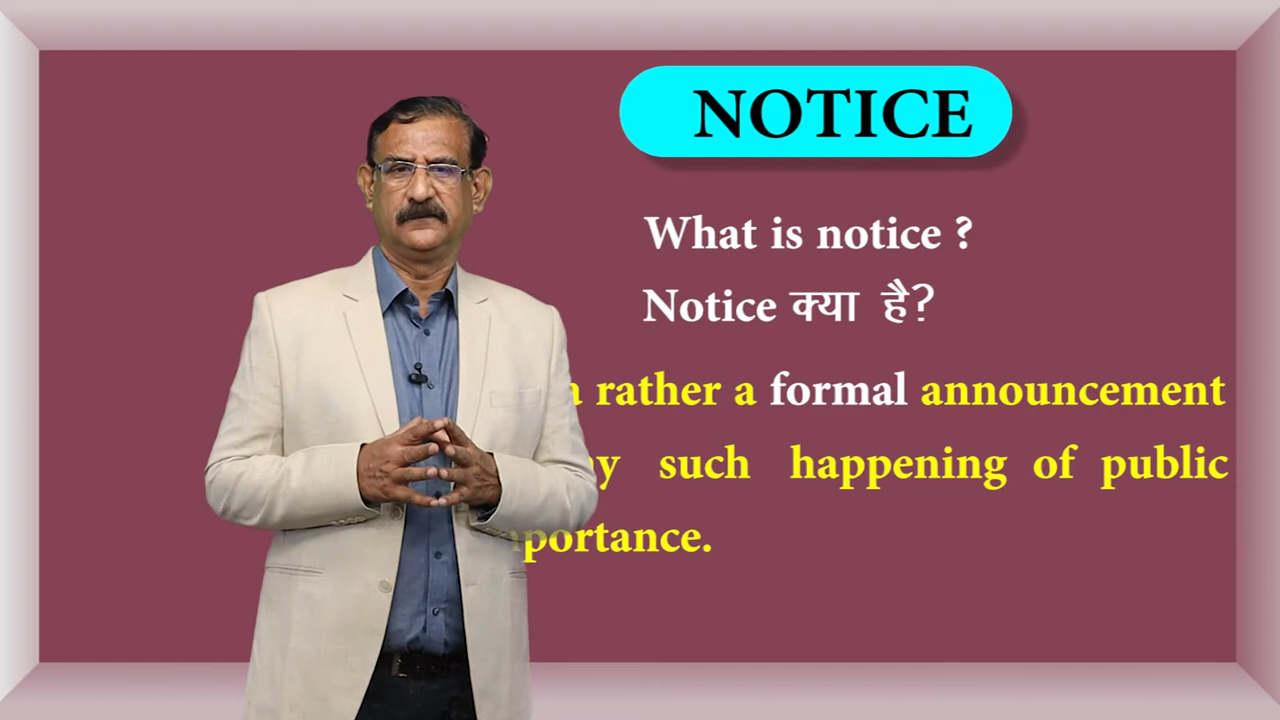 NOTICE
What is notice ?
Notice क्या है?
a rather a formal announcement
such happening of public
portance.